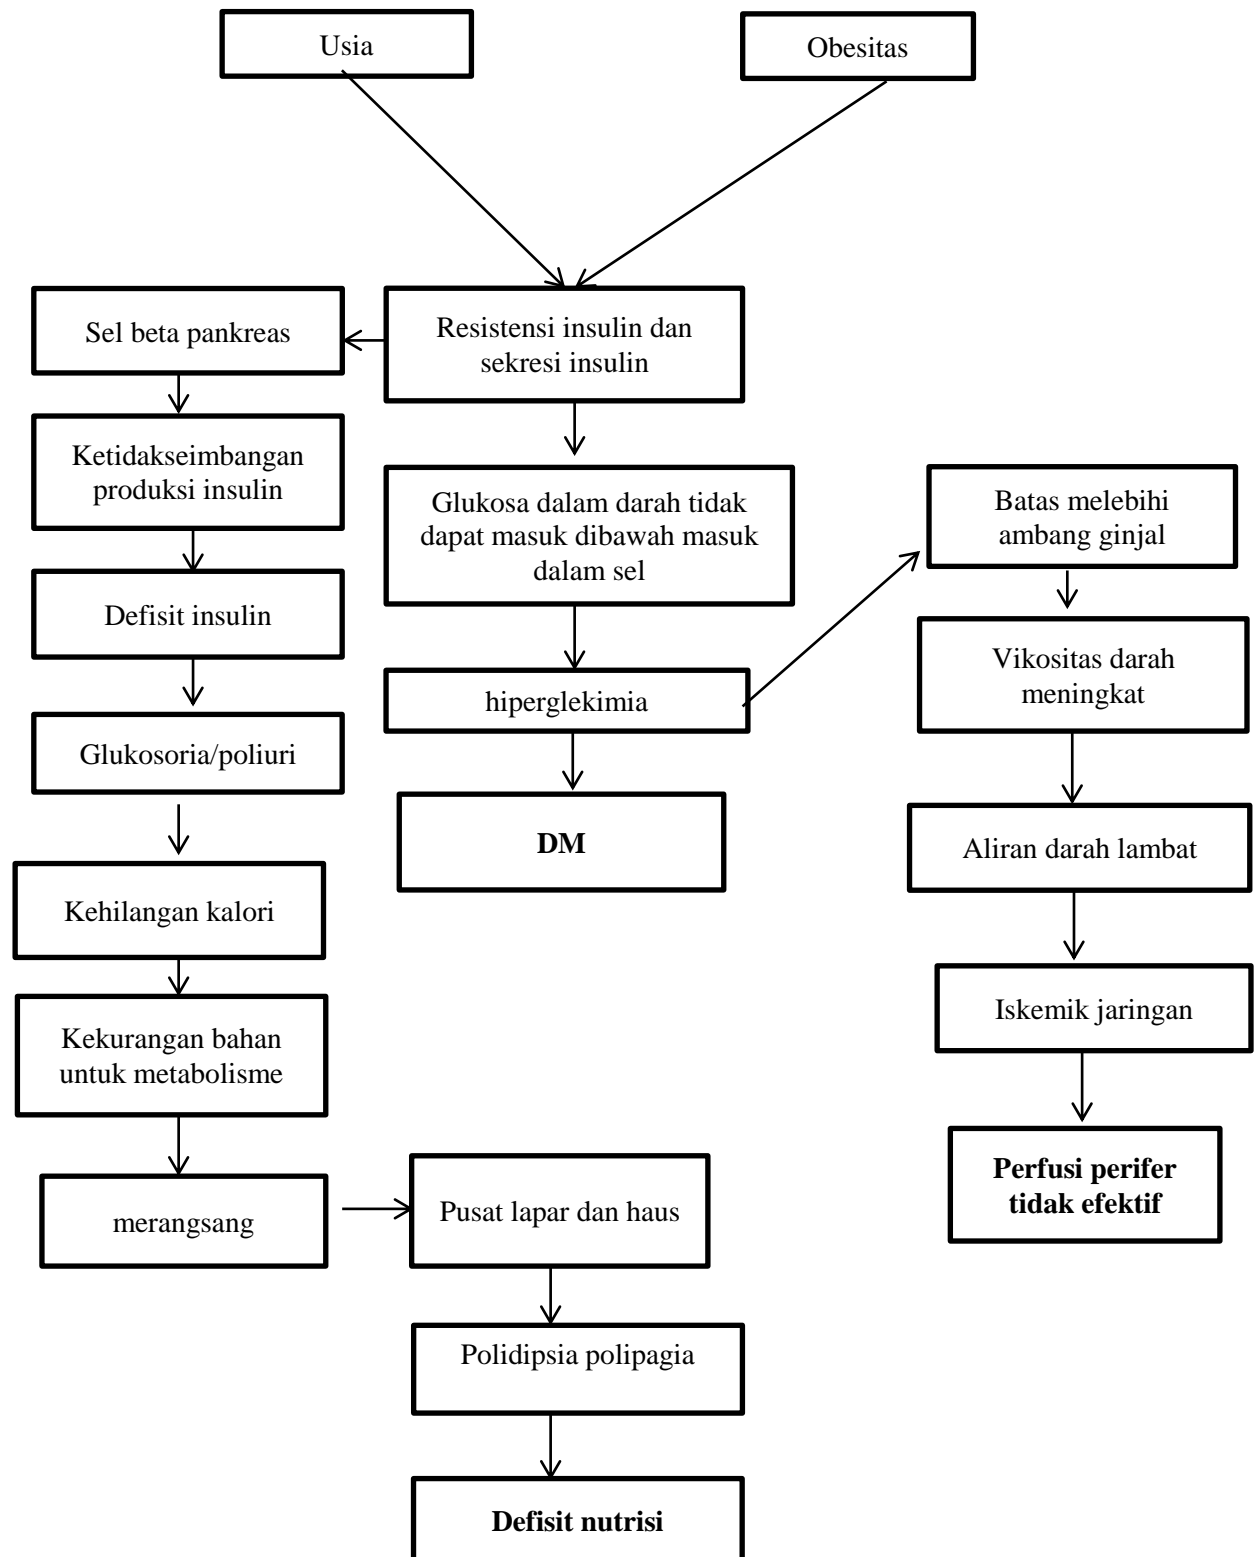 Usia
Obesitas
Sel beta pankreas
Resistensi insulin dan
sekresi insulin
Ketidakseimbangan
produksi insulin
Glukosa dalam darah tidak
dapat masuk dibawah masuk
dalam sel
Batas melebihi
ambang ginjal
Defisit insulin
Vikositas darah
meningkat
hiperglekimia
Glukosoria/poliuri
DM
Aliran darah lambat
Kehilangan kalori
Iskemik jaringan
Kekurangan bahan
untuk metabolisme
Perfusi perifer
tidak efektif
merangsang
Pusat lapar dan haus
Polidipsia polipagia
Defisit nutrisi